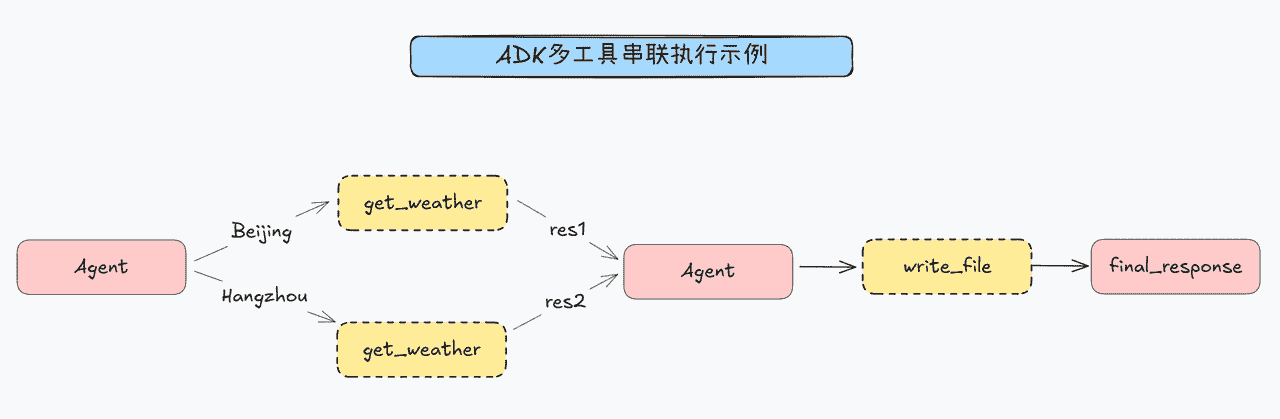 ADK多工具串联执行示例
Agent
Beijing
Hangzhou
get_weather
get_weather
res1
res2
Agent
write_file
final_response